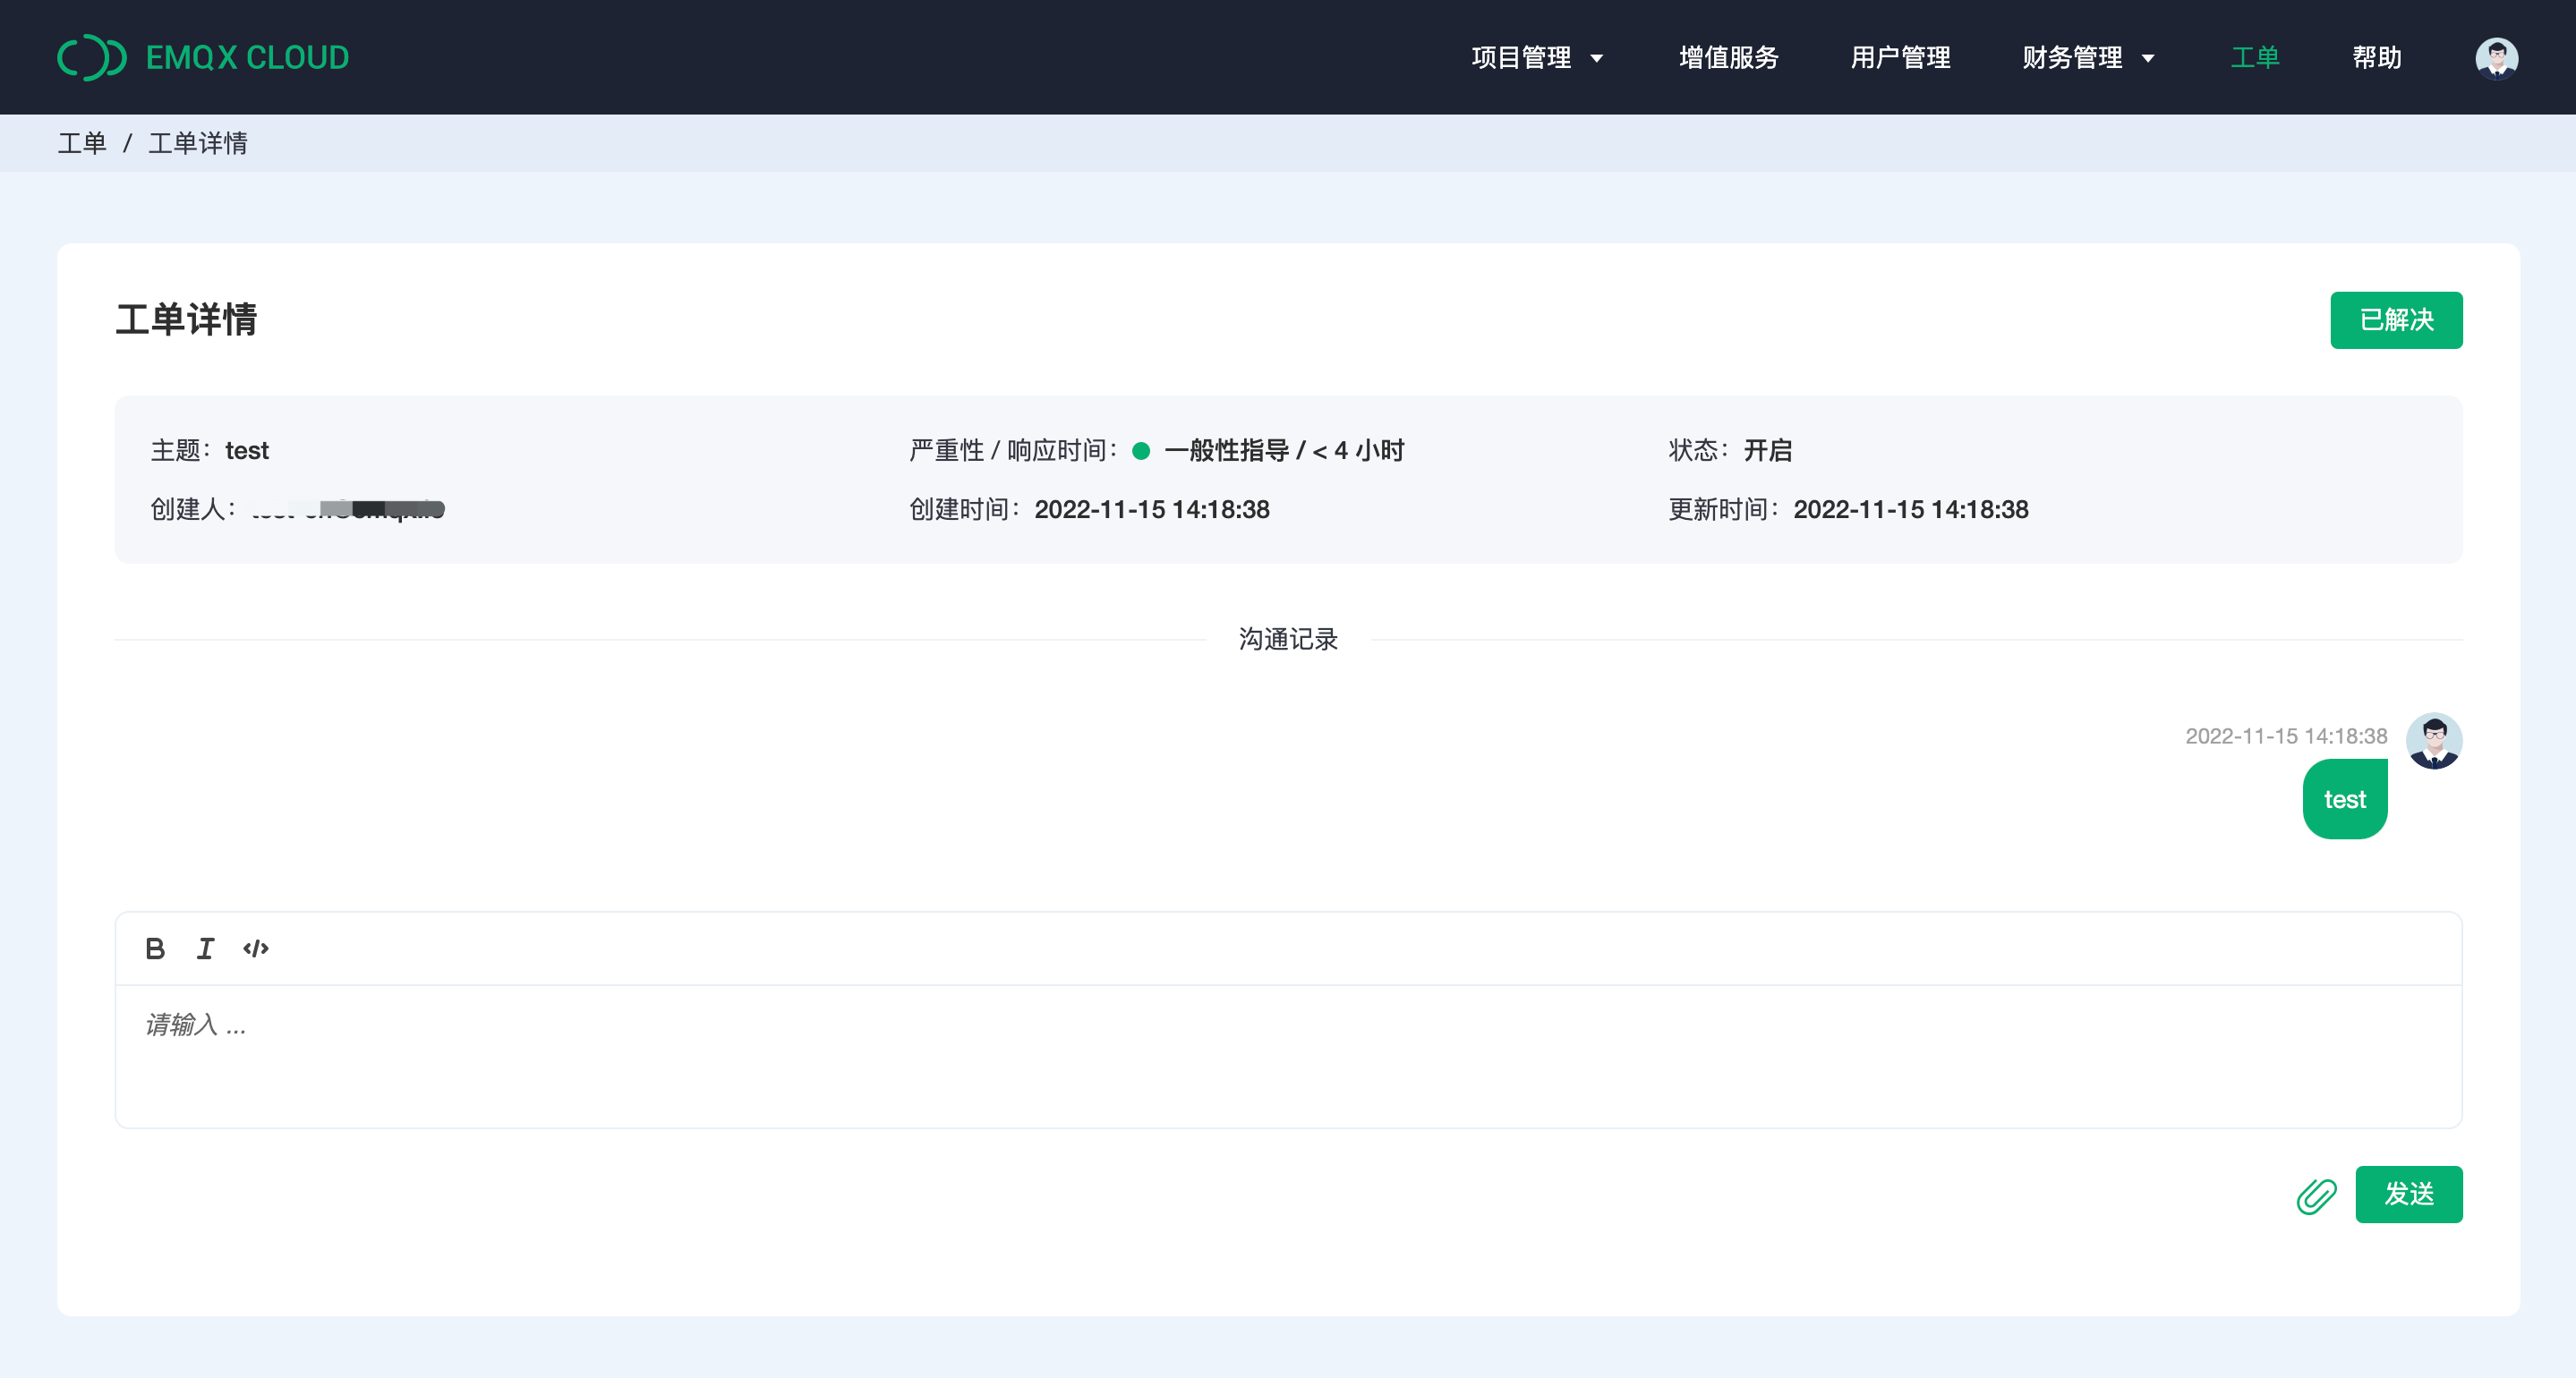 EMQX CLOUD
项目管理 增值服务 用户管理 财务管理 工单 帮助
工单 / 工单详情
工单详情
已解决
主题： test 严重性 / 响应时间： 一般性指导 / < 4 小时 状态： 开启
创建人： 创建时间： 2022-11-15 14:18:38 更新时间： 2022-11-15 14:18:38
沟通记录
2022-11-15 14:18:38
test
B I </>
请输入 ...
发送